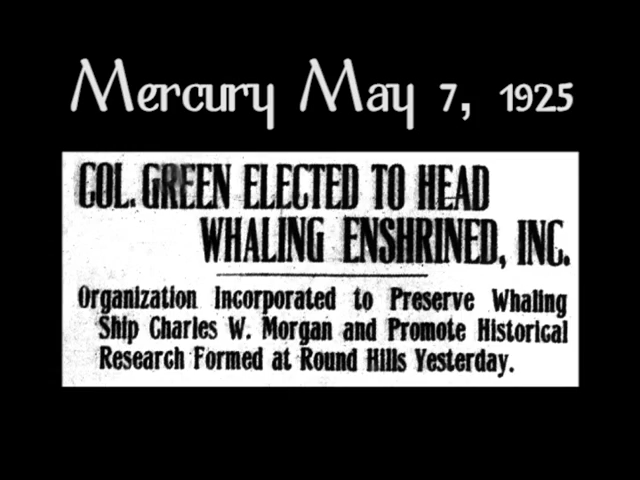 Mercury May 7, 1925
COL. GREEN ELECTED TO HEAD
WHALING ENSHRINED, INC.
Organization Incorporated to Preserve Whaling
Ship Charles W. Morgan and Promote Historical
Research Formed at Round Hills Yesterday.